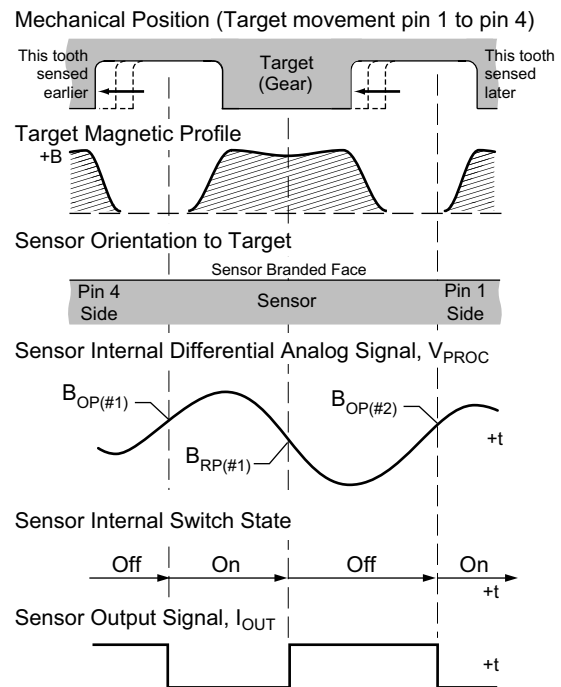 Mechanical Position (Target movement pin 1 to pin 4)
This tooth
sensed
earlier
Target
(Gear)
This tooth
sensed
later
Target Magnetic Profile
+B
Sensor Orientation to Target
Sensor Branded Face
Pin 4
Side
Sensor
Pin 1
Side
Sensor Internal Differential Analog Signal, VPROC
BOP(#1)
BRP(#1)
BOP(#2)
+t
Sensor Internal Switch State
Off On Off On
+t
Sensor Output Signal, IOUT
+t